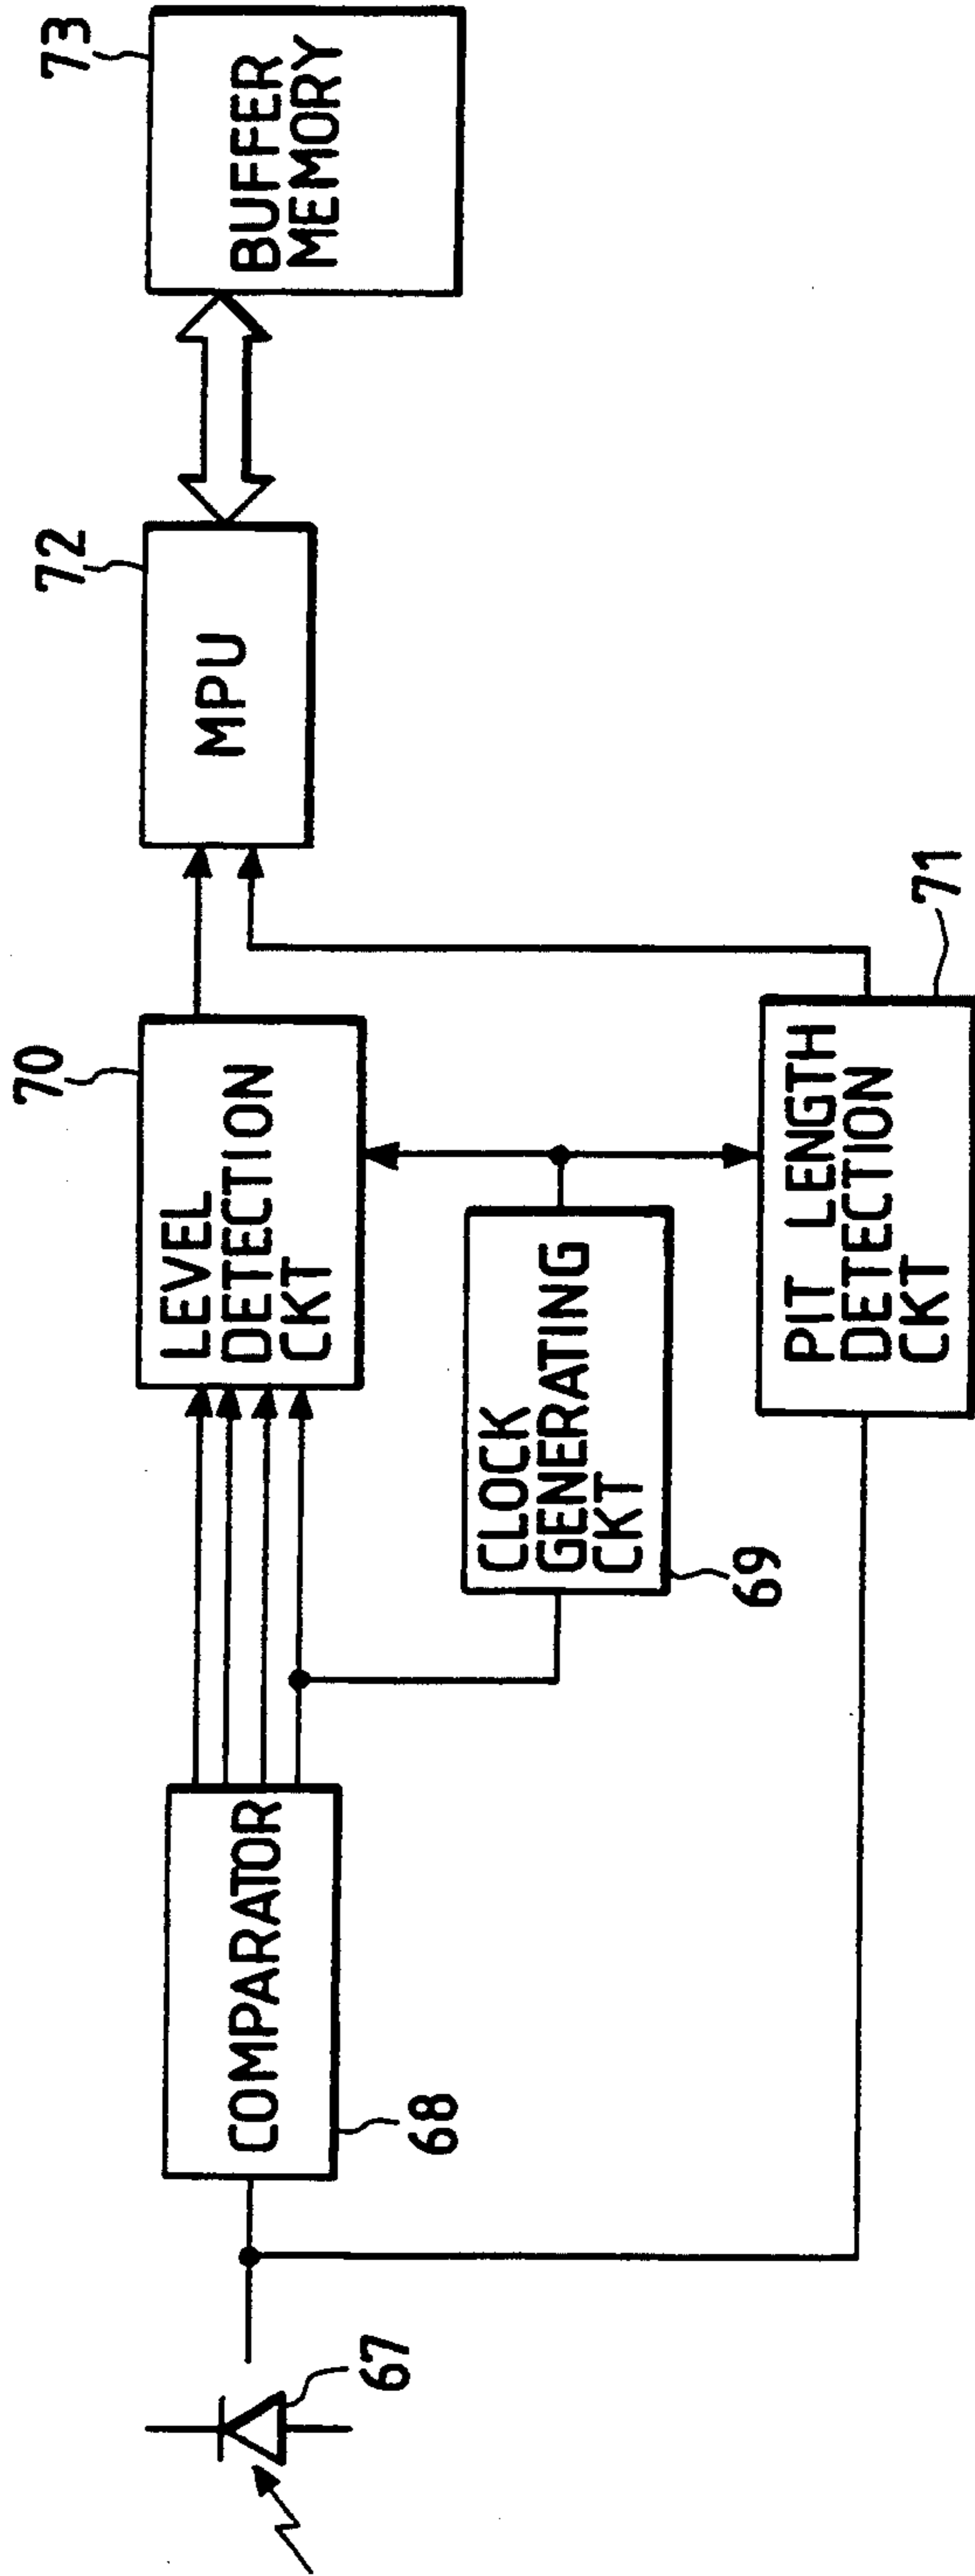 67
COMPARATOR
68
CLOCK
GENERATING
CKT
69
LEVEL
DETECTION
CKT
70
PIT LENGTH
DETECTION
CKT
71
MPU
72
BUFFER
MEMORY
73